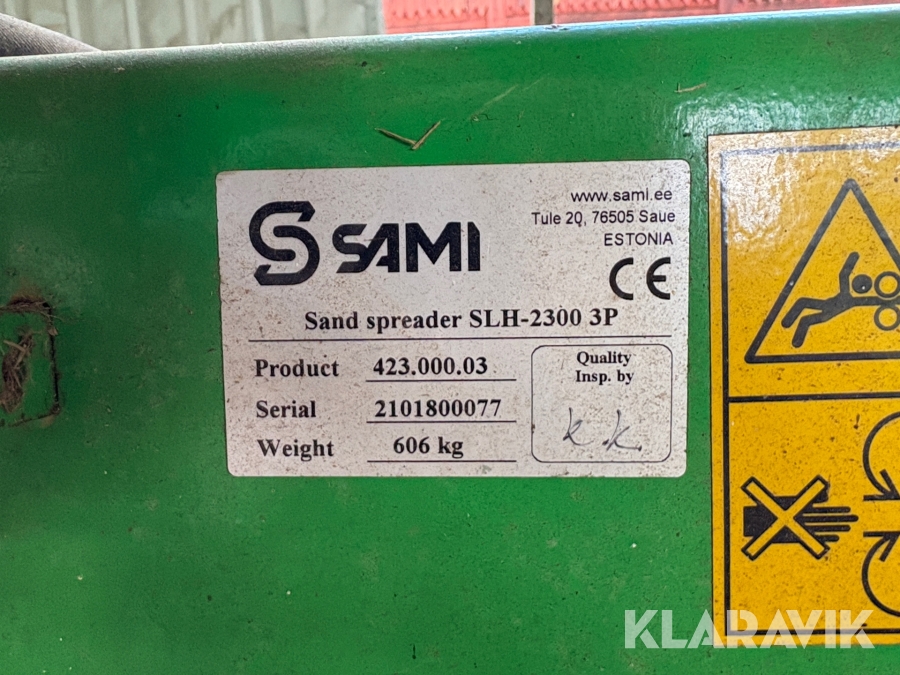 SAMI
www.sami.ee
Tule 20, 76505 Saue
ESTONIA
CE
Sand spreader SLH-2300 3P
Product 423.000.03
Serial 2101800077
Weight 606 kg
Quality
Insp. by
k.k.
KLARAVIK